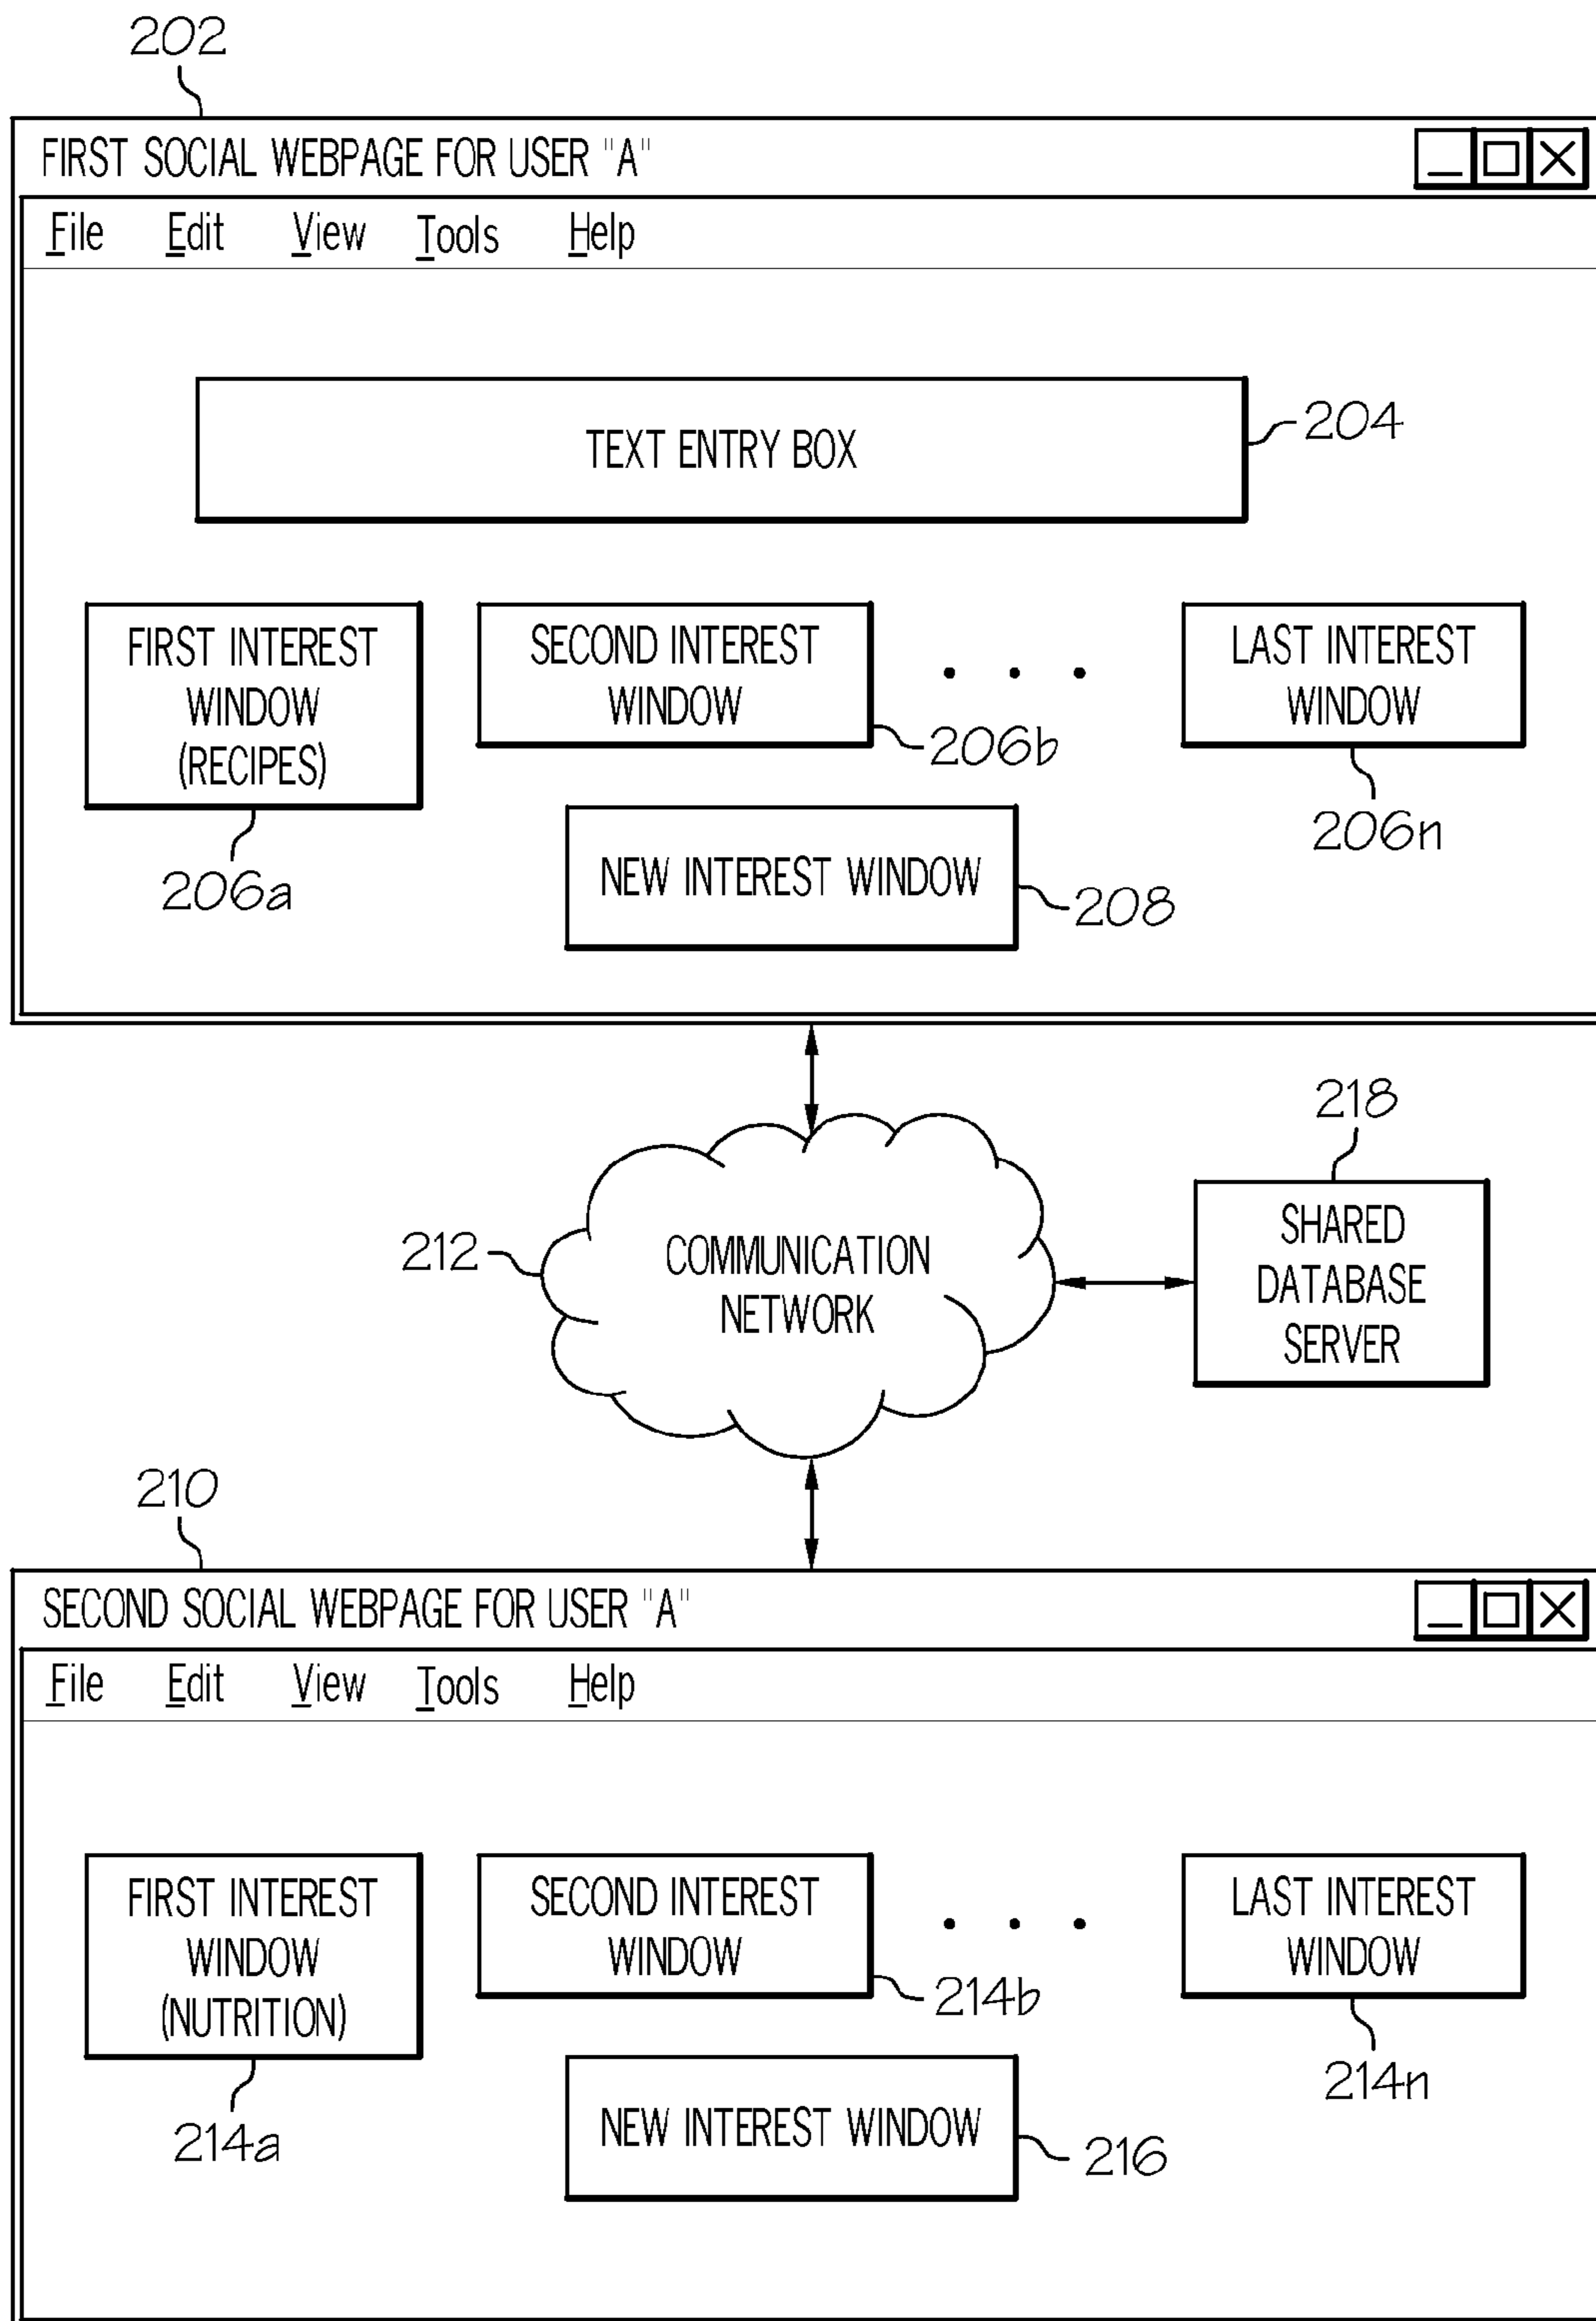 202
FIRST SOCIAL WEBPAGE FOR USER "A"
File Edit View Tools Help
TEXT ENTRY BOX
204
FIRST INTEREST
WINDOW
(RECIPES)
206a
SECOND INTEREST
WINDOW
206b
. . .
LAST INTEREST
WINDOW
206n
NEW INTEREST WINDOW
208
212
COMMUNICATION
NETWORK
218
SHARED
DATABASE
SERVER
210
SECOND SOCIAL WEBPAGE FOR USER "A"
File Edit View Tools Help
FIRST INTEREST
WINDOW
(NUTRITION)
214a
SECOND INTEREST
WINDOW
214b
. . .
LAST INTEREST
WINDOW
214n
NEW INTEREST WINDOW
216